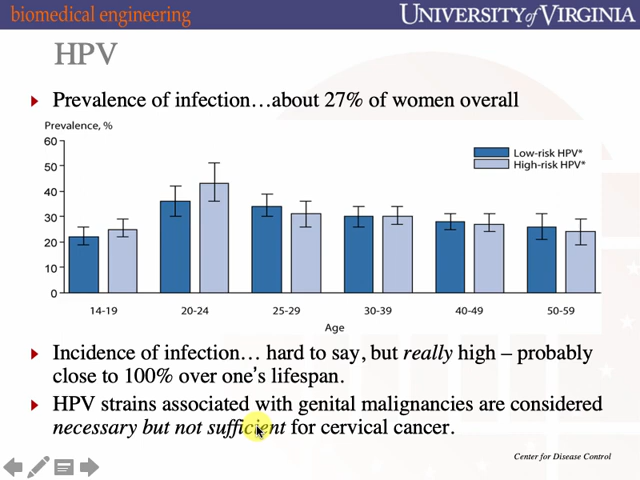 biomedical engineering
UNIVERSITY of VIRGINIA
HPV
Prevalence of infection…about 27% of women overall
Prevalence, %
60
50
40
30
20
10
0
Low-risk HPV*
High-risk HPV*
14-19 20-24 25-29 30-39 40-49 50-59
Age
Incidence of infection… hard to say, but really high – probably
close to 100% over one's lifespan.
HPV strains associated with genital malignancies are considered
necessary but not sufficient for cervical cancer.
Center for Disease Control